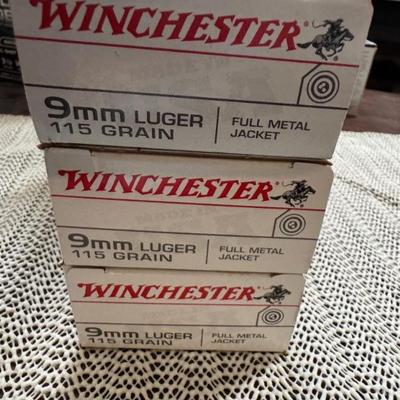 WINCHESTER
9mm LUGER
115 GRAIN
FULL METAL
JACKET
WINCHESTER
9mm LUGER
115 GRAIN
FULL METAL
JACKET
WINCHESTER
9mm LUGER
115 GRAIN
FULL METAL
JACKET